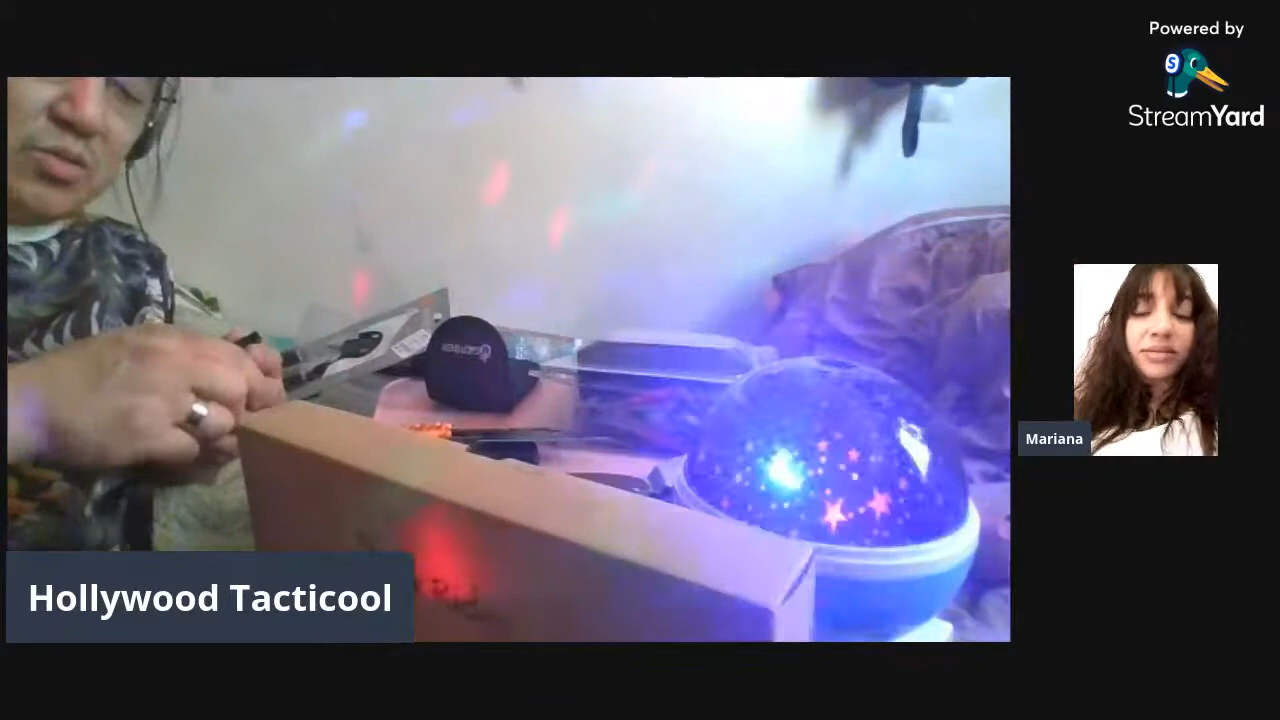 Powered by
S
StreamYard
Mariana
Hollywood Tacticool